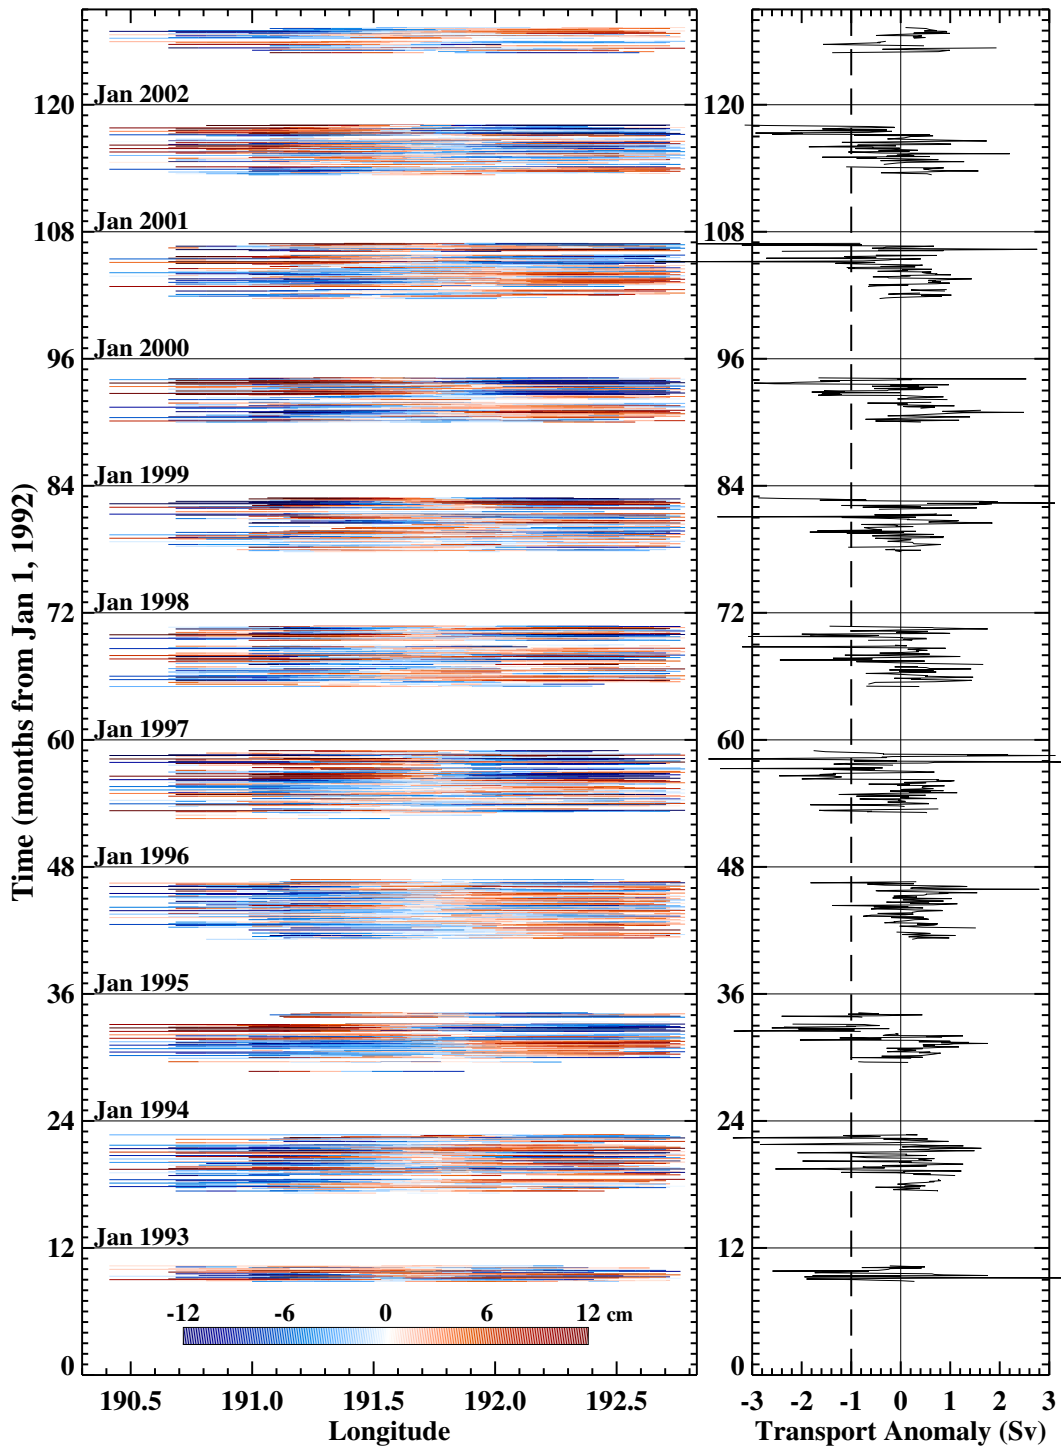 Jan 2002
120
120
Jan 2001
108
108
Jan 2000
96
96
Jan 1999
84
84
Jan 1998
72
72
Jan 1997
60
60
Jan 1996
48
48
Jan 1995
36
36
Jan 1994
24
24
Jan 1993
12
12
-12 -6 0 6 12 cm
0
0
190.5 191.0 191.5 192.0 192.5
-3 -2 -1 0 1 2 3
Longitude
Transport Anomaly (Sv)
Time (months from Jan 1, 1992)